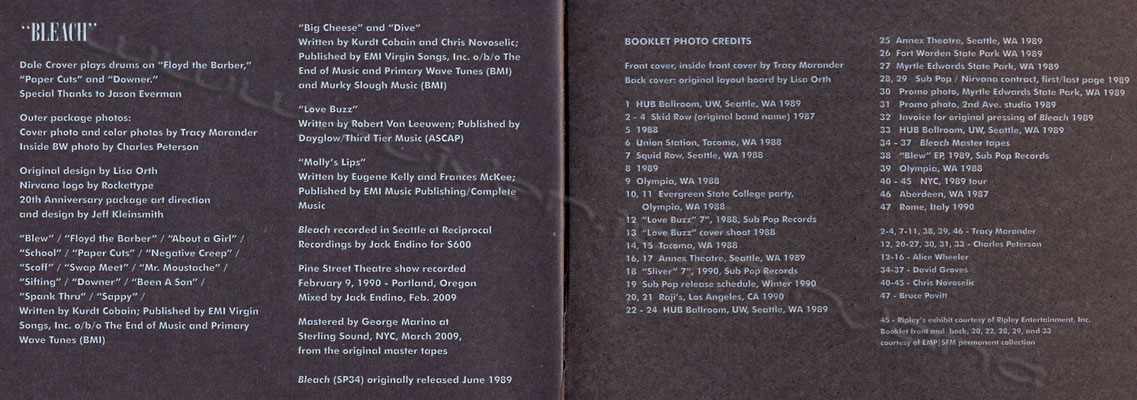 "BLEACH"
Dale Crover plays drums on "Floyd the Barber,"
"Paper Cuts" and "Downer."
Special Thanks to Jason Everman
Outer package photos:
Cover photo and color photos by Tracy Marander
Inside BW photo by Charles Peterson
Original design by Lisa Orth
Nirvana logo by Rockettype
20th Anniversary package art direction
and design by Jeff Kleinsmith
"Blew" / "Floyd the Barber" / "About a Girl" /
"School" / "Paper Cuts" / "Negative Creep" /
"Scoff" / "Swap Meet" / "Mr. Moustache" /
"Sifting" / "Downer" / "Been A Son" /
"Spank Thru" / "Sappy" /
Written by Kurdt Cobain; Published by EMI Virgin
Songs, Inc. o/b/o The End of Music and Primary
Wave Tunes (BMI)
"Big Cheese" and "Dive"
Written by Kurdt Cobain and Chris Novoselic;
Published by EMI Virgin Songs, Inc. o/b/o The
End of Music and Primary Wave Tunes (BMI)
and Murky Slough Music (BMI)
"Love Buzz"
Written by Robert Van Leeuwen; Published by
Dayglow/Third Tier Music (ASCAP)
"Molly's Lips"
Written by Eugene Kelly and Frances McKee;
Published by EMI Music Publishing/Complete
Music
Bleach recorded in Seattle at Reciprocal
Recordings by Jack Endino for $600
Pine Street Theatre show recorded
February 9, 1990 - Portland, Oregon
Mixed by Jack Endino, Feb. 2009
Mastered by George Marino at
Sterling Sound, NYC, March 2009,
from the original master tapes
Bleach (SP34) originally released June 1989
BOOKLET PHOTO CREDITS
Front cover, inside front cover by Tracy Marander
Back cover: original layout board by Lisa Orth
1 HUB Ballroom, UW, Seattle, WA 1989
2 - 4 Skid Row (original band name) 1987
5 1988
6 Union Station, Tacoma, WA 1988
7 Squid Row, Seattle, WA 1988
8 1989
9 Olympia, WA 1988
10, 11 Evergreen State College party,
Olympia, WA 1988
12 "Love Buzz" 7", 1988, Sub Pop Records
13 "Love Buzz" cover shoot 1988
14, 15 Tacoma, WA 1988
16, 17 Annex Theatre, Seattle, WA 1989
18 "Sliver" 7", 1990, Sub Pop Records
19 Sub Pop release schedule, Winter 1990
20, 21 Raji's, Los Angeles, CA 1990
22 - 24 HUB Ballroom, UW, Seattle, WA 1989
25 Annex Theatre, Seattle, WA 1989
26 Fort Worden State Park WA 1989
27 Myrtle Edwards State Park, WA 1989
28, 29 Sub Pop / Nirvana contract, first/last page 1989
30 Promo photo, Myrtle Edwards State Park, WA 1989
31 Promo photo, 2nd Ave. studio 1989
32 Invoice for original pressing of Bleach 1989
33 HUB Ballroom, UW, Seattle, WA 1989
34 - 37 Bleach Master tapes
38 "Blew" EP, 1989, Sub Pop Records
39 Olympia, WA 1988
40 - 45 NYC, 1989 tour
46 Aberdeen, WA 1987
47 Rome, Italy 1990
2-4, 7-11, 38, 39, 46 - Tracy Marander
12, 20-27, 30, 31, 33 - Charles Peterson
12-16 - Alice Wheeler
34-37 - David Groves
40-45 - Chris Novoselic
47 - Bruce Pavitt
45 - Ripley's exhibit courtesy of Ripley Entertainment, Inc.
Booklet front and back, 20, 22, 28, 29, and 33
courtesy of EMP|SFM permanent collection